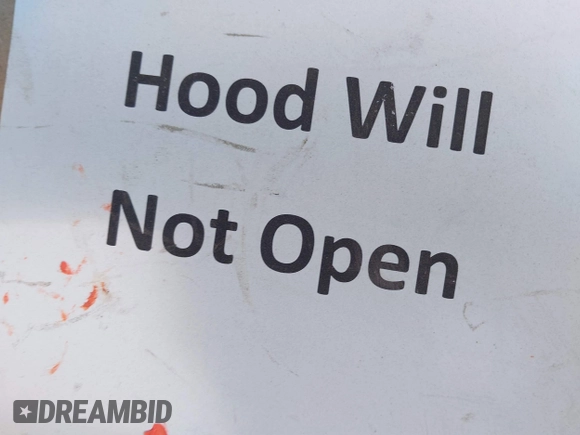 Hood Will
Not Open
DREAMBID